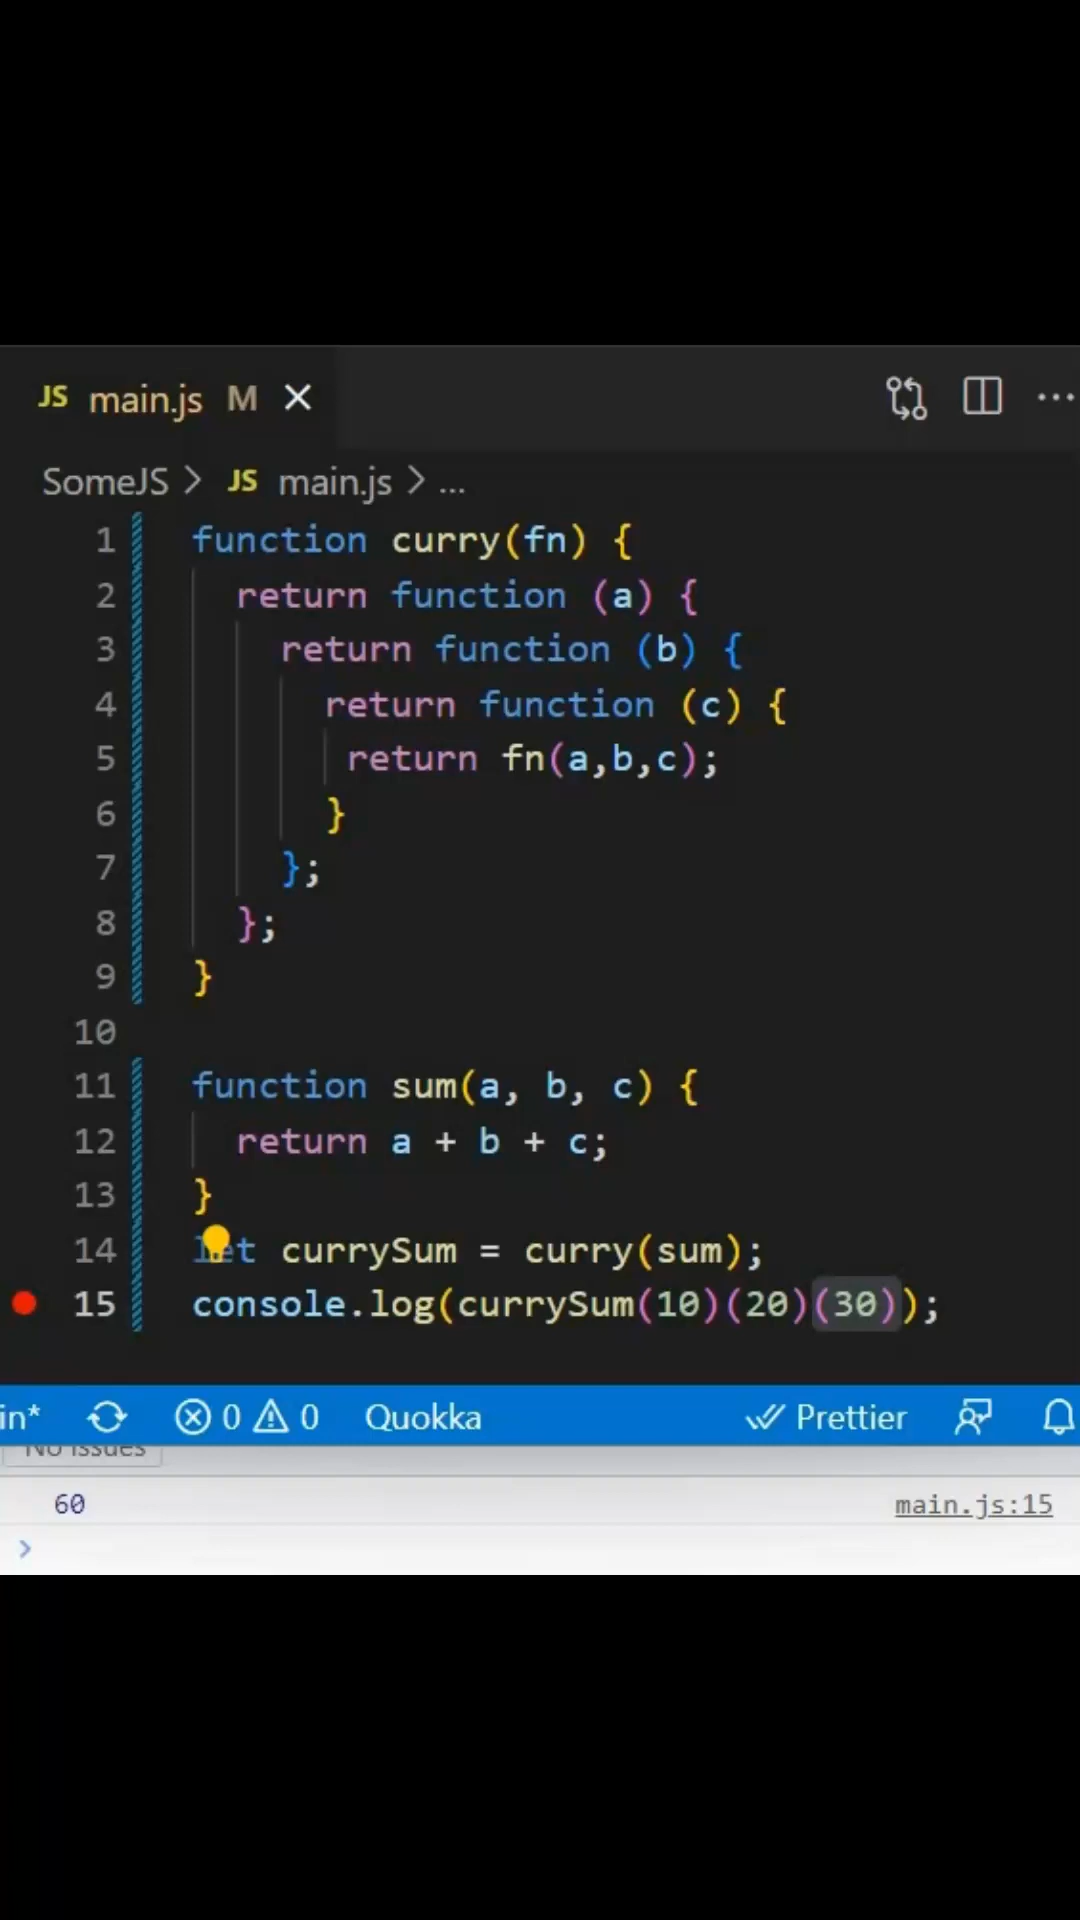 JS main.js M
SomeJS > JS main.js > ...
1 function curry(fn) {
2 return function (a) {
3 return function (b) {
4 return function (c) {
5 return fn(a,b,c);
6 }
7 };
8 };
9 }
10
11 function sum(a, b, c) {
12 return a + b + c;
13 }
14 let currySum = curry(sum);
15 console.log(currySum(10)(20)(30));
in* 0 0 Quokka Prettier
No Issues
60 main.js:15